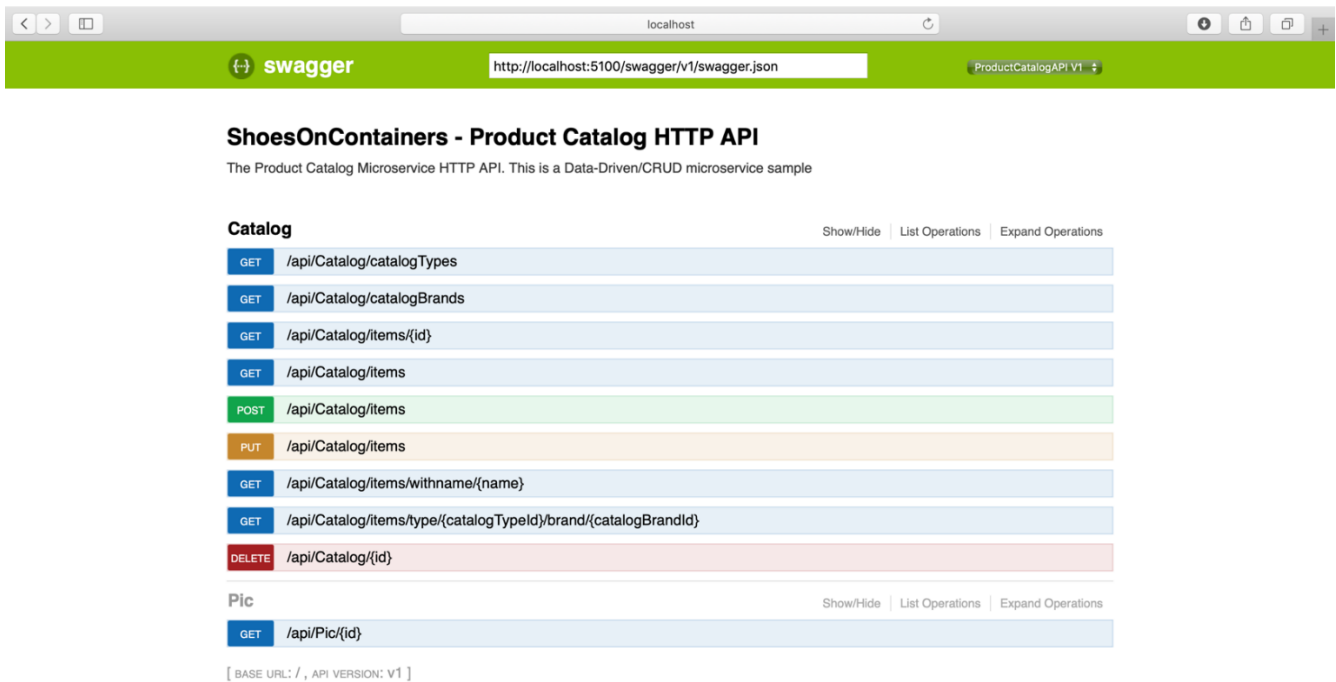 localhost
swagger
http://localhost:5100/swagger/v1/swagger.json
ProductCatalogAPI V1
ShoesOnContainers - Product Catalog HTTP API
The Product Catalog Microservice HTTP API. This is a Data-Driven/CRUD microservice sample
Catalog Show/Hide List Operations Expand Operations
GET /api/Catalog/catalogTypes
GET /api/Catalog/catalogBrands
GET /api/Catalog/items/{id}
GET /api/Catalog/items
POST /api/Catalog/items
PUT /api/Catalog/items
GET /api/Catalog/items/withname/{name}
GET /api/Catalog/items/type/{catalogTypeId}/brand/{catalogBrandId}
DELETE /api/Catalog/{id}
Pic Show/Hide List Operations Expand Operations
GET /api/Pic/{id}
[ BASE URL: / , API VERSION: V1 ]